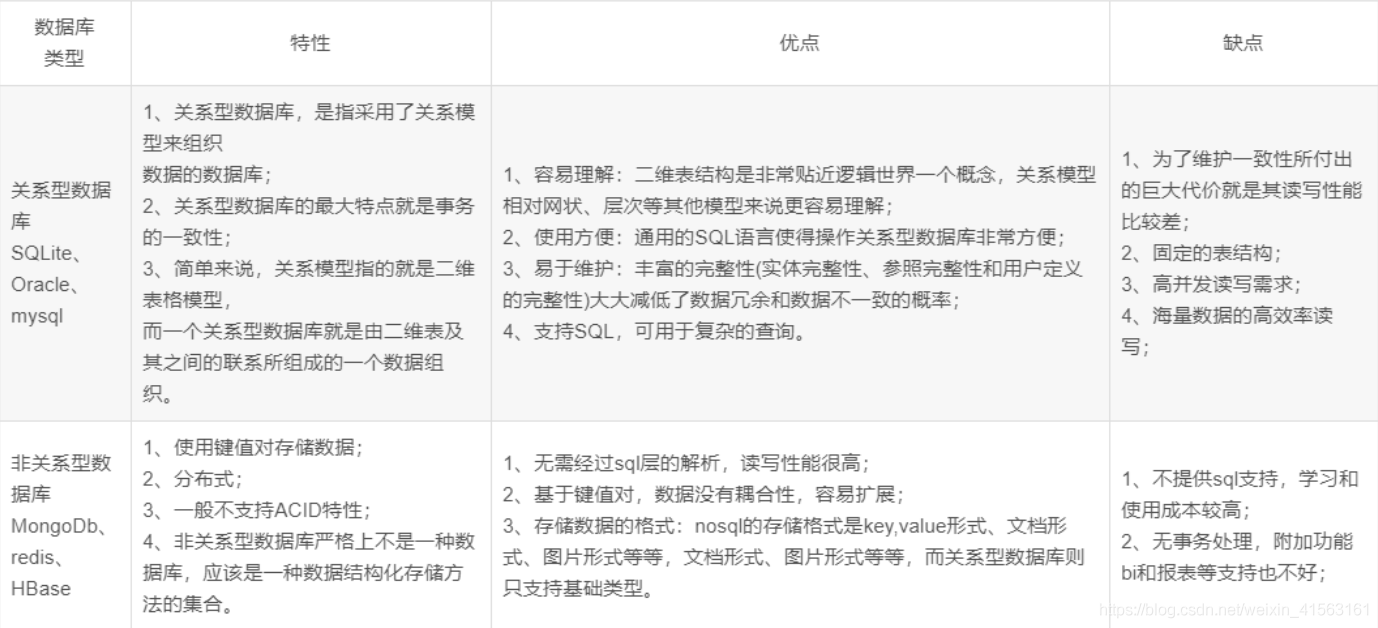 数据库
类型
特性
优点
缺点
关系型数据
库
SQLite、
Oracle、
mysql
1、关系型数据库，是指采用了关系模
型来组织
数据的数据库；
2、关系型数据库的最大特点就是事务
的一致性；
3、简单来说，关系模型指的就是二维
表格模型，
而一个关系型数据库就是由二维表及
其之间的联系所组成的一个数据组
织。
1、容易理解：二维表结构是非常贴近逻辑世界一个概念，关系模型
相对网状、层次等其他模型来说更容易理解；
2、使用方便：通用的SQL语言使得操作关系型数据库非常方便；
3、易于维护：丰富的完整性(实体完整性、参照完整性和用户定义
的完整性)大大减低了数据冗余和数据不一致的概率；
4、支持SQL，可用于复杂的查询。
1、为了维护一致性所付出
的巨大代价就是其读写性能
比较差；
2、固定的表结构；
3、高并发读写需求；
4、海量数据的高效率读
写；
非关系型数
据库
MongoDb、
redis、
HBase
1、使用键值对存储数据；
2、分布式；
3、一般不支持ACID特性；
4、非关系型数据库严格上不是一种数
据库，应该是一种数据结构化存储方
法的集合。
1、无需经过sql层的解析，读写性能很高；
2、基于键值对，数据没有耦合性，容易扩展；
3、存储数据的格式：nosql的存储格式是key,value形式、文档形
式、图片形式等等，文档形式、图片形式等等，而关系型数据库则
只支持基础类型。
1、不提供sql支持，学习和
使用成本较高；
2、无事务处理，附加功能
bi和报表等支持也不好；
https://blog.csdn.net/weixin_41563161